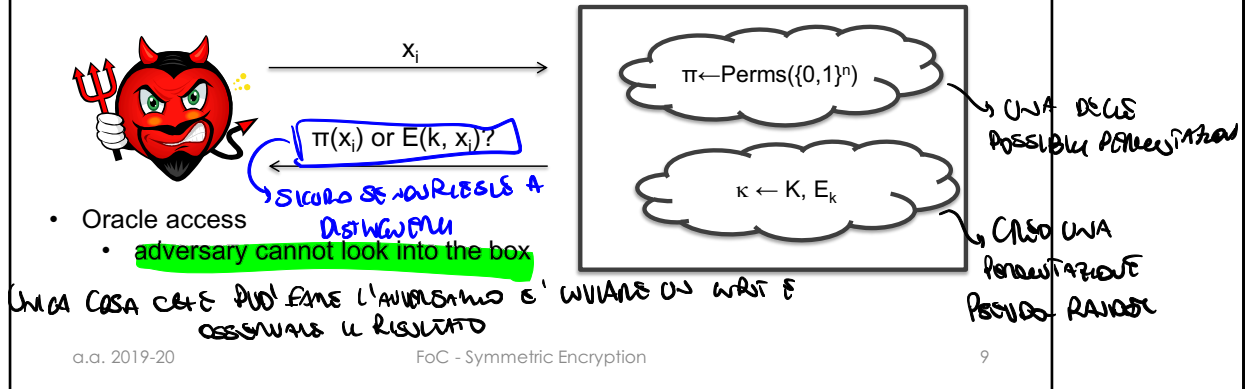 xi
π←Perms({0,1}ⁿ)
UNA DELLE
POSSIBILI PERMUTAZIONI
π(xi) or E(k, xi)?
SICURO SE NON RIESCE A
DISTINGUERLI
κ ← K, Ek
CREO UNA
PERMUTAZIONE
PSEUDO-RANDOM
• Oracle access
• adversary cannot look into the box
UNICA COSA CHE PUO' FARE L'AVVERSARIO E' INVIARE UN INPUT E
OSSERVARE IL RISULTATO
a.a. 2019-20
FoC - Symmetric Encryption
9